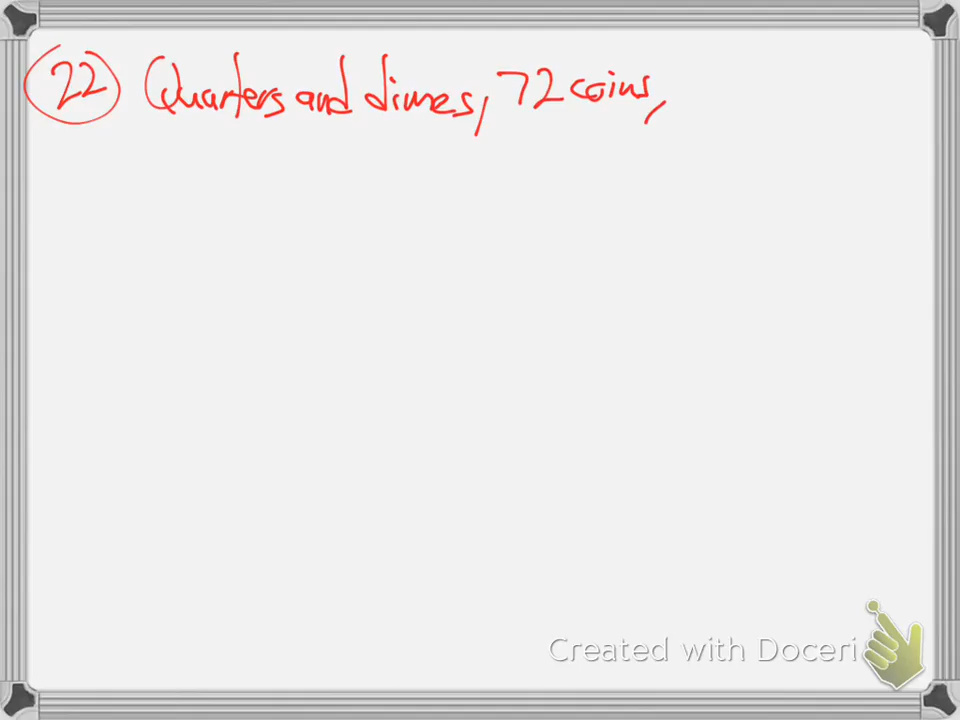 22 Quarters and dimes, 72 coins,
Created with Doceri